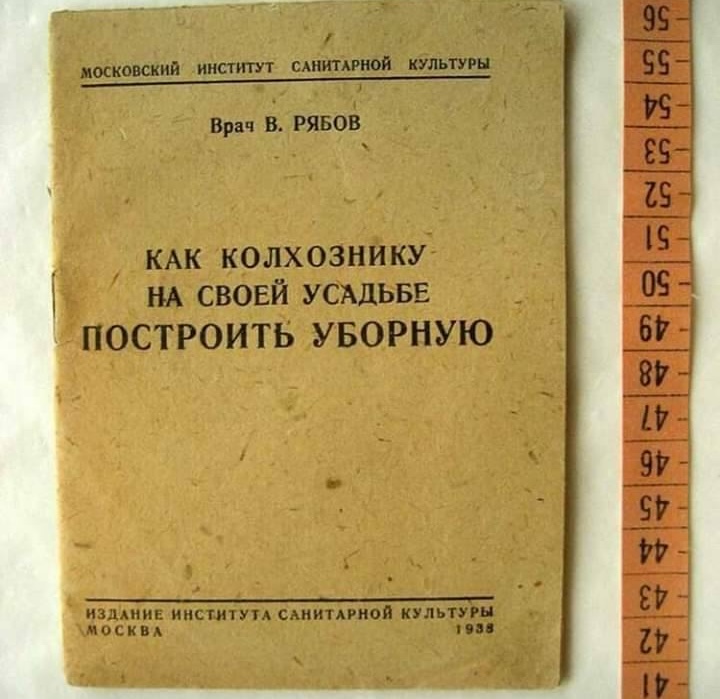 МОСКОВСКИЙ ИНСТИТУТ САНИТАРНОЙ КУЛЬТУРЫ
Врач В. РЯБОВ
КАК КОЛХОЗНИКУ
НА СВОЕЙ УСАДЬБЕ
ПОСТРОИТЬ УБОРНУЮ
ИЗДАНИЕ ИНСТИТУТА САНИТАРНОЙ КУЛЬТУРЫ
МОСКВА 1938
56
55
54
53
52
51
50
49
48
47
46
45
44
43
42
41